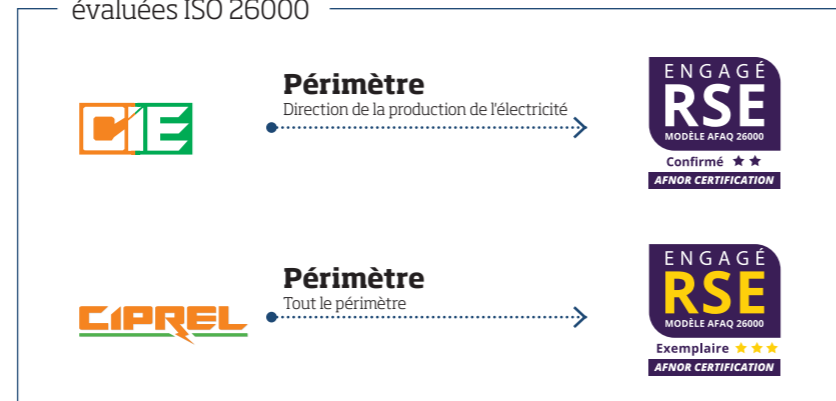 évaluées ISO 26000
CIE
Périmètre
Direction de la production de l'électricité
ENGAGÉ
RSE
MODÈLE AFAQ 26000
Confirmé
AFNOR CERTIFICATION
CIPREL
Périmètre
Tout le périmètre
ENGAGÉ
RSE
MODÈLE AFAQ 26000
Exemplaire
AFNOR CERTIFICATION